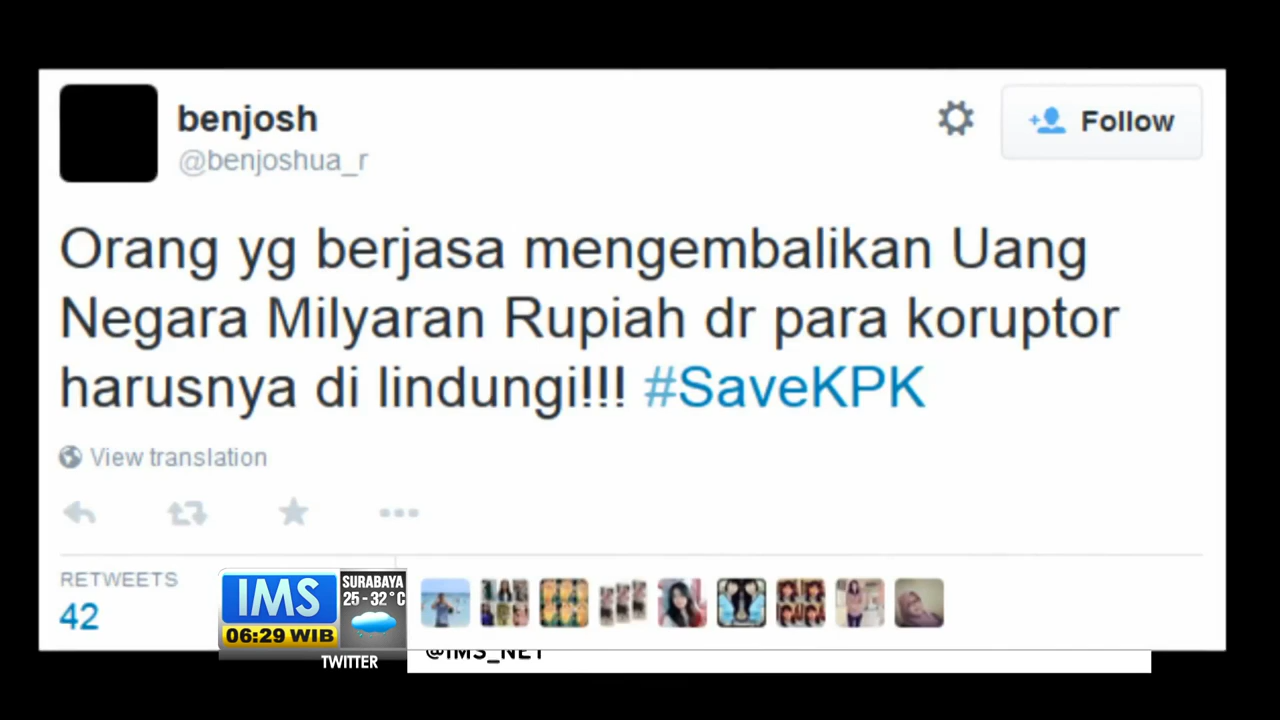 benjosh
@benjoshua_r
Follow
Orang yg berjasa mengembalikan Uang
Negara Milyaran Rupiah dr para koruptor
harusnya di lindungi!!! #SaveKPK
View translation
RETWEETS
42
IMS
SURABAYA
25 - 32°C
06:29 WIB
TWITTER
@IMS_NET